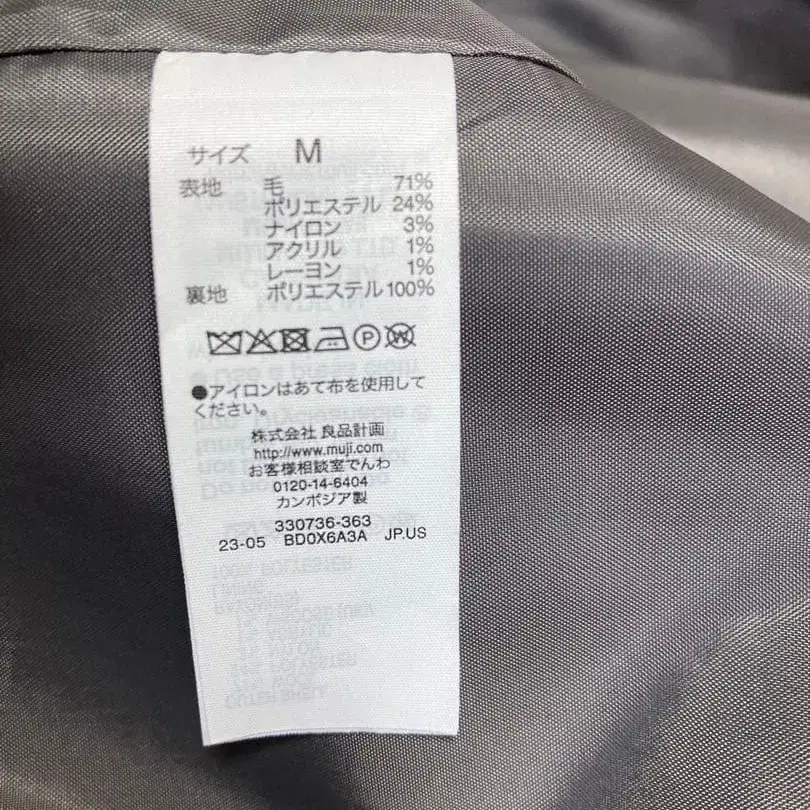 サイズ M
表地 毛 71%
ポリエステル 24%
ナイロン 3%
アクリル 1%
レーヨン 1%
裏地 ポリエステル 100%
P W
●アイロンはあて布を使用して
ください。
株式会社 良品計画
http://www.muji.com
お客様相談室でんわ
0120-14-6404
カンボジア製
330736-363
23-05 BD0X6A3A JP.US